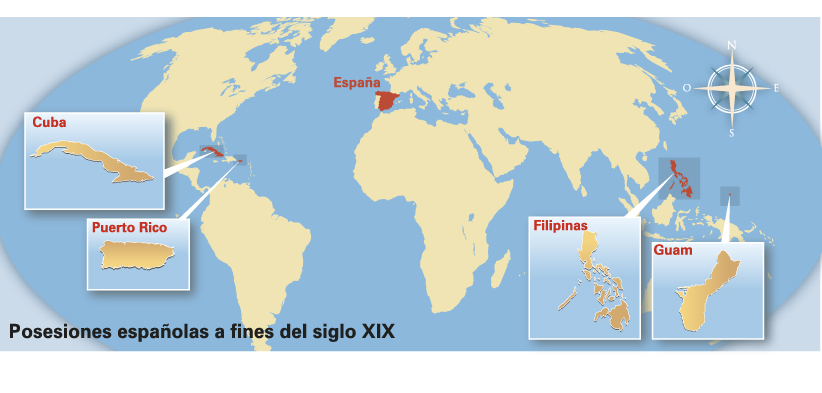 N
España
O
E
Cuba
S
Puerto Rico
Filipinas
Guam
Posesiones españolas a fines del siglo XIX